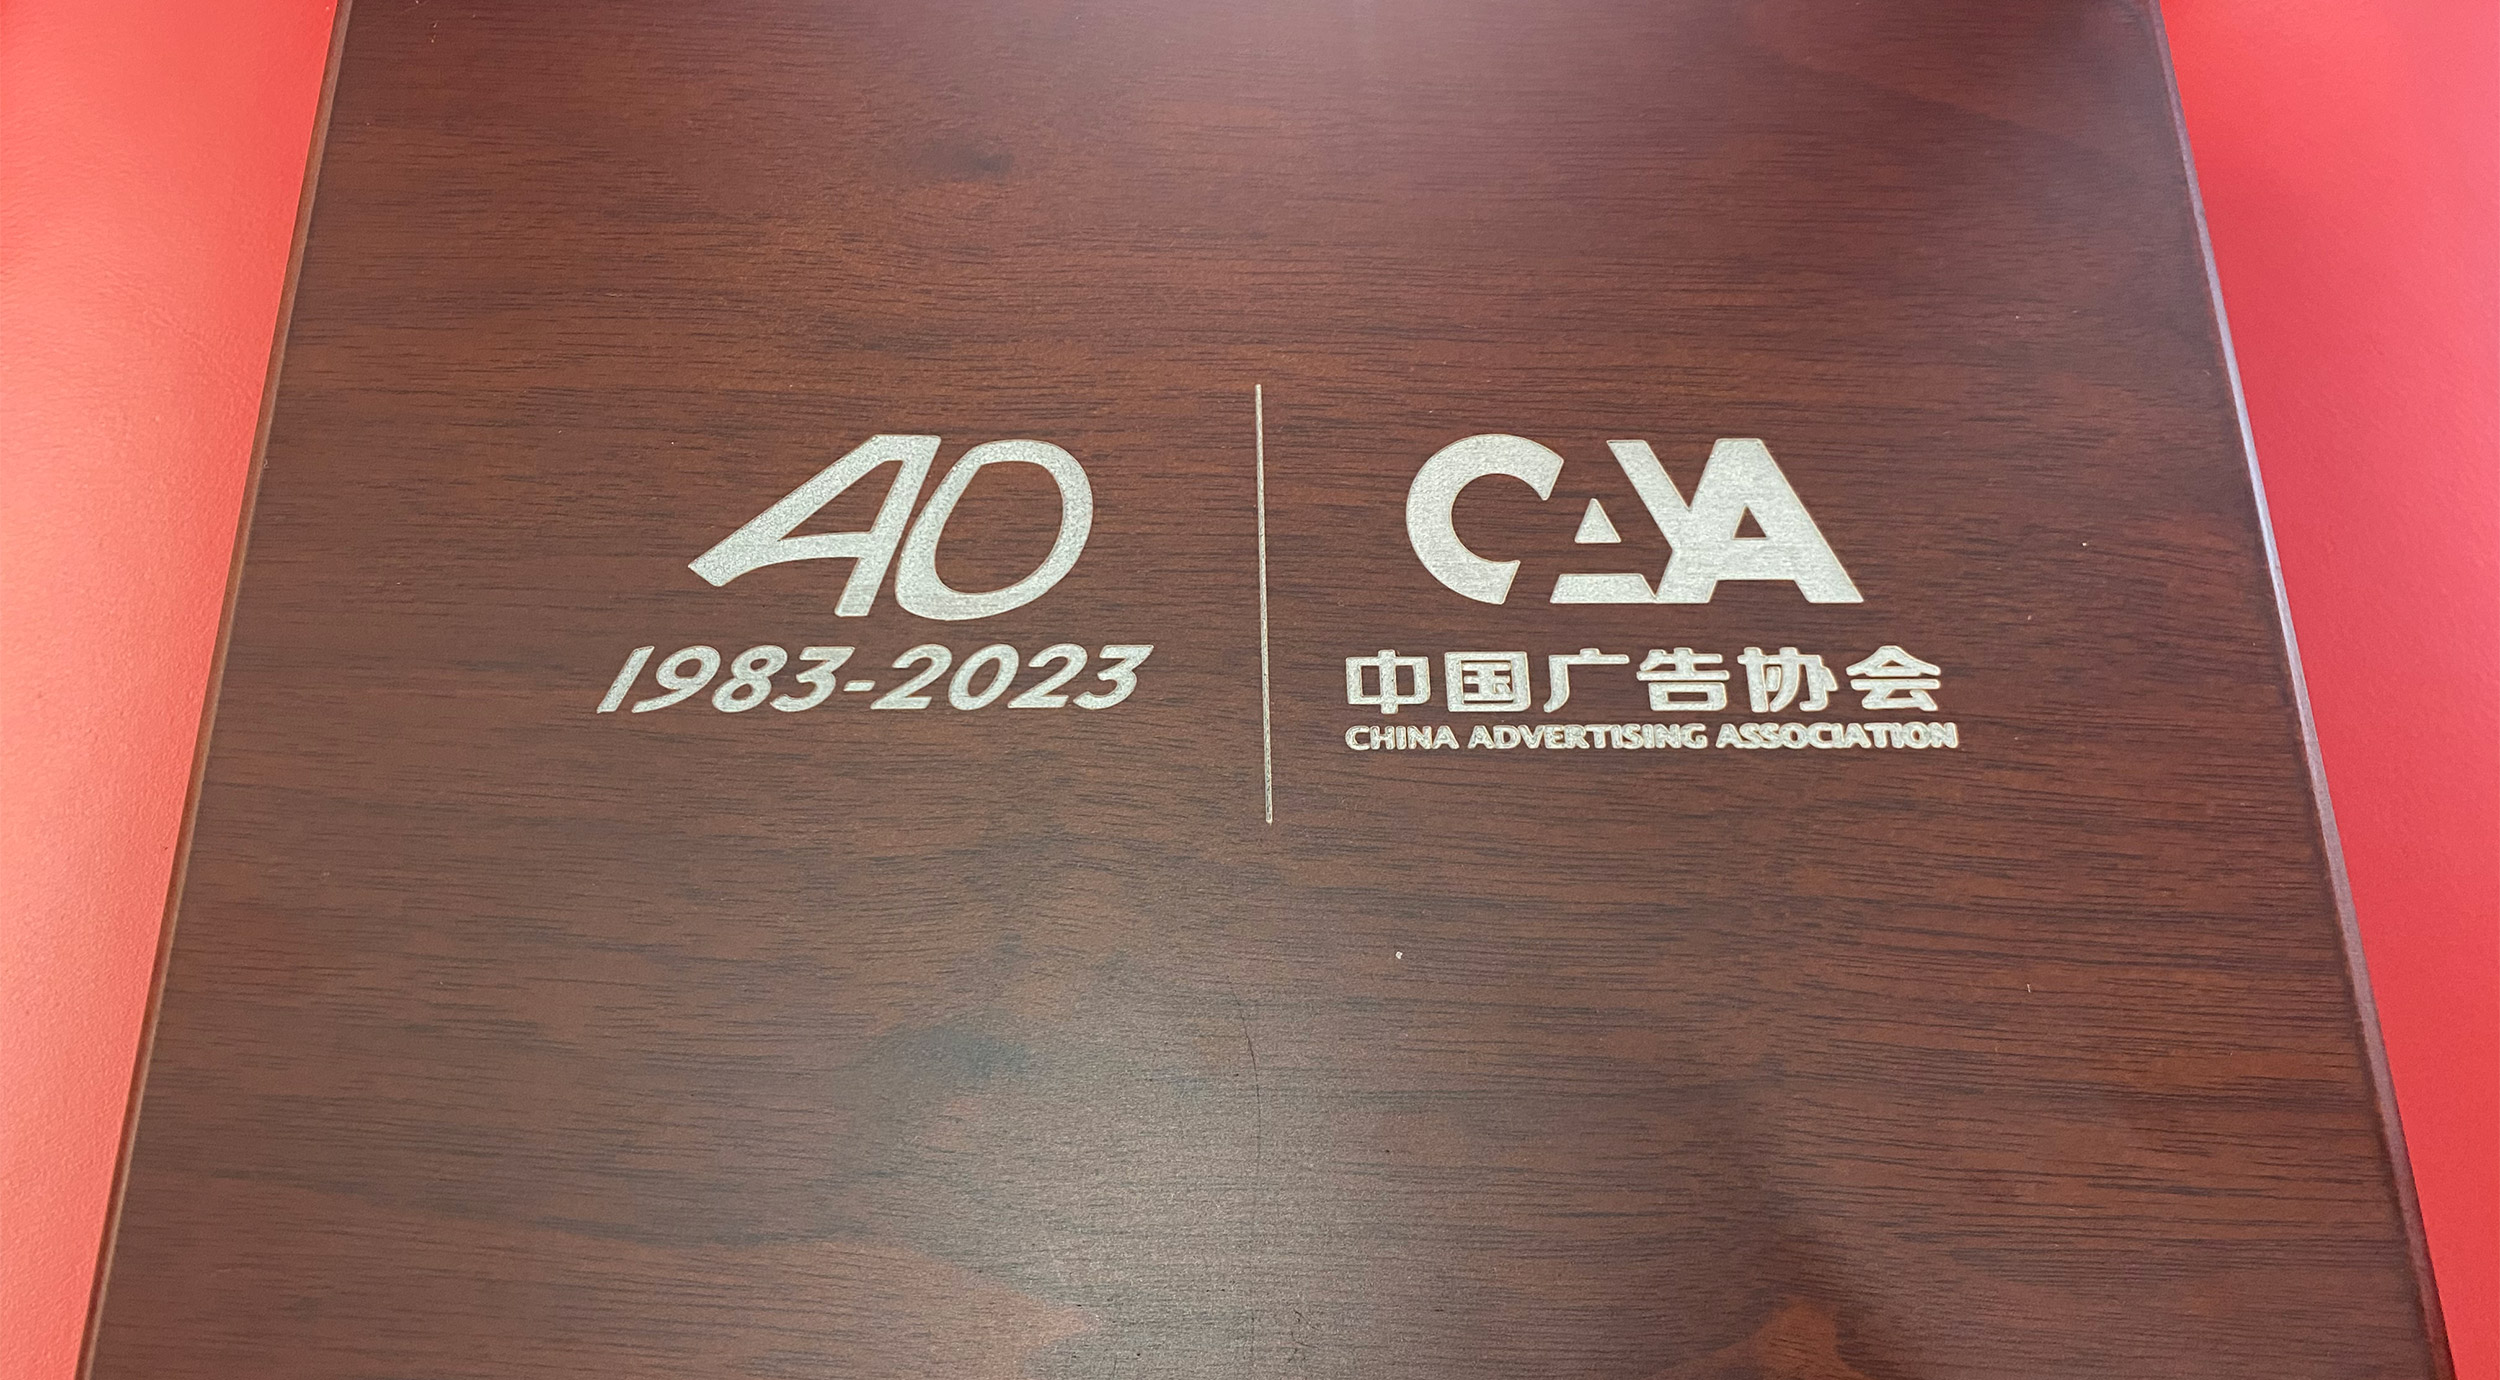 40
1983-2023
CAA
中国广告协会
CHINA ADVERTISING ASSOCIATION